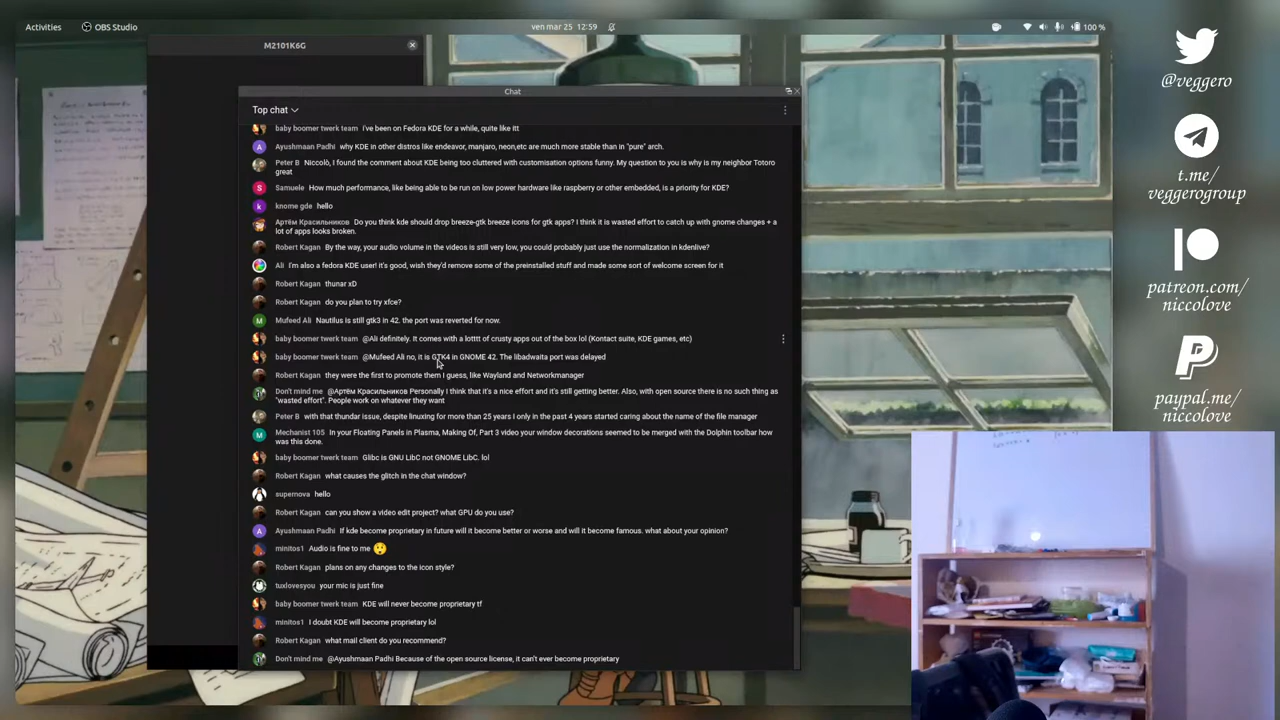 Activities
OBS Studio
ven mar 25 12:59
100 %
M2101K6G
Chat
Top chat
baby boomer twerk team i've been on Fedora KDE for a while, quite like itt
Ayushmaan Padhi why KDE in other distros like endeavor, manjaro, neon,etc are much more stable than in "pure" arch.
Peter B Niccolò, I found the comment about KDE being too cluttered with customisation options funny. My question to you is why is my neighbor Totoro
great
Samuele How much performance, like being able to be run on low power hardware like raspberry or other embedded, is a priority for KDE?
knome gde hello
Артём Красильников Do you think kde should drop breeze-gtk breeze icons for gtk apps? I think it is wasted effort to catch up with gnome changes + a
lot of apps looks broken.
Robert Kagan By the way, your audio volume in the videos is still very low, you could probably just use the normalization in kdenlive?
Ali I'm also a fedora KDE user! it's good, wish they'd remove some of the preinstalled stuff and made some sort of welcome screen for it
Robert Kagan thunar xD
Robert Kagan do you plan to try xfce?
Mufeed Ali Nautilus is still gtk3 in 42. the port was reverted for now.
baby boomer twerk team @Ali definitely. It comes with a lotttt of crusty apps out of the box lol (Kontact suite, KDE games, etc)
baby boomer twerk team @Mufeed Ali no, it is GTK4 in GNOME 42. The libadwaita port was delayed
Robert Kagan they were the first to promote them I guess, like Wayland and Networkmanager
Don't mind me @Артём Красильников Personally I think that it's a nice effort and it's still getting better. Also, with open source there is no such thing as
"wasted effort". People work on whatever they want
Peter B with that thundar issue, despite linuxing for more than 25 years I only in the past 4 years started caring about the name of the file manager
Mechanist 105 In your Floating Panels in Plasma, Making Of, Part 3 video your window decorations seemed to be merged with the Dolphin toolbar how
was this done.
baby boomer twerk team Glibc is GNU LibC not GNOME LibC. lol
Robert Kagan what causes the glitch in the chat window?
supernova hello
Robert Kagan can you show a video edit project? what GPU do you use?
Ayushmaan Padhi If kde become proprietary in future will it become better or worse and will it become famous. what about your opinion?
minitos1 Audio is fine to me 😲
Robert Kagan plans on any changes to the icon style?
tuxlovesyou your mic is just fine
baby boomer twerk team KDE will never become proprietary tf
minitos1 I doubt KDE will become proprietary lol
Robert Kagan what mail client do you recommend?
Don't mind me @Ayushmaan Padhi Because of the open source license, it can't ever become proprietary
@veggero
t.me/
veggerogroup
patreon.com/
niccolove
paypal.me/
niccolove